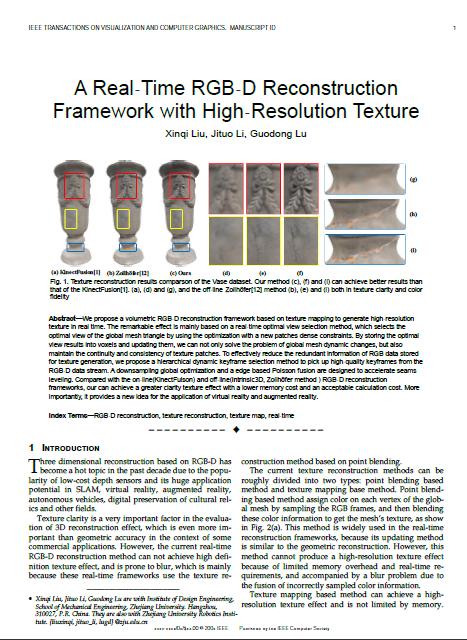 IEEE TRANSACTIONS ON VISUALIZATION AND COMPUTER GRAPHICS, MANUSCRIPT ID
1
A Real-Time RGB-D Reconstruction
Framework with High-Resolution Texture
Xinqi Liu, Jituo Li, Guodong Lu
(g)
(h)
(i)
(a) KinectFusion[1] (b) Zollhöfer[12] (c) Ours (d) (e) (f)
Fig. 1. Texture reconstruction results comparison of the Vase dataset. Our method (c), (f) and (i) can achieve better results than
that of the KinectFusion[1]. (a), (d) and (g), and the off line Zollhöfer[12] method (b), (e) and (i) both in texture clarity and color
fidelity
Abstract—We propose a volumetric RGB-D reconstruction framework based on texture mapping to generate high resolution
texture in real time. The remarkable effect is mainly based on a real-time optimal view selection method, which selects the
optimal view of the global mesh triangle by using the optimization with a new patches dense constraints. By storing the optimal
view results into voxels and updating them, we can not only solve the problem of global mesh dynamic changes, but also
maintain the continuity and consistency of texture patches. To effectively reduce the redundant information of RGB data stored
for texture generation, we propose a hierarchical dynamic keyframe selection method to pick up high quality keyframes from the
RGB-D data stream. A downsampling global optimization and a edge based Poisson fusion are designed to accelerate seams
leveling. Compared with the on-line(KinectFusion) and off-line(Intrinsic3D, Zollhöfer method ) RGB-D reconstruction
frameworks, our can achieve a greater clarity texture effect with a lower memory cost and an acceptable calculation cost. More
importantly, it provides a new idea for the application of virtual reality and augmented reality.
Index Terms—RGB-D reconstruction, texture reconstruction, texture map, real-time
1 INTRODUCTION
Three dimensional reconstruction based on RGB-D has
become a hot topic in the past decade due to the popu-
larity of low-cost depth sensors and its huge application
potential in SLAM, virtual reality, augmented reality,
autonomous vehicles, digital preservation of cultural rel-
ics and other fields.
Texture clarity is a very important factor in the evalua-
tion of 3D reconstruction effect, which is even more im-
portant than geometric accuracy in the context of some
commercial applications. However, the current real-time
RGB-D reconstruction method can not achieve high defi-
nition texture effect, and is prone to blur, which is mainly
because these real-time frameworks use the texture re-
• Xinqi Liu, Jituo Li, Guodong Lu are with Institute of Design Engineering,
School of Mechanical Engineering, Zhejiang University. Hangzhou,
310027, P.R. China. They are also with Zhejiang University Robotics Insti-
tute. {liuxinqi, jituo_li, lugd} @zju.edu.cn
construction method based on point blending.
The current texture reconstruction methods can be
roughly divided into two types: point blending based
method and texture mapping base method. Point blend-
ing based method assign color on each vertex of the glob-
al mesh by sampling the RGB frames, and then blending
these color information to get the mesh's texture, as show
in Fig. 2(a). This method is widely used in the real-time
reconstruction frameworks, because its updating method
is similar to the geometric reconstruction. However, this
method cannot produce a high-resolution texture effect
because of limited memory overhead and real-time re-
quirements, and accompanied by a blur problem due to
the fusion of incorrectly sampled color information.
Texture mapping based method can achieve a high-
resolution texture effect and is not limited by memory.
© 200x IEEE Published by the IEEE Computer Society